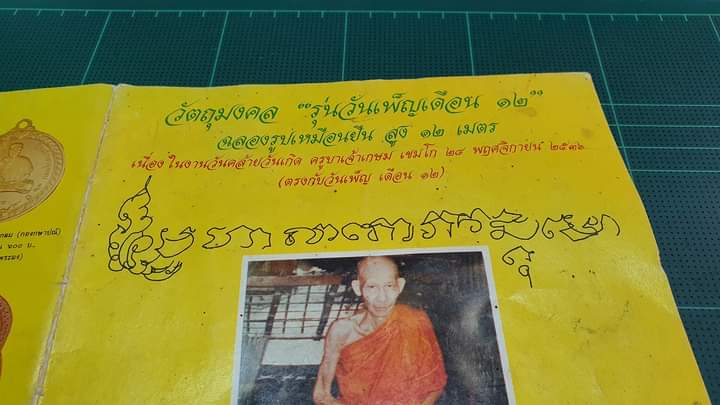 วัตถุมงคล "รุ่นวันเพ็ญเดือน ๑๒"
ฉลองรูปเหมือนยืน สูง ๑๒ เมตร
เนื่องในงานวันคล้ายวันเกิด ครูบาเจ้าเกษม เขมโก ๒๘ พฤศจิกายน ๒๕๓๖
(ตรงกับวันเพ็ญ เดือน ๑๒)
๒๐๐ บ.